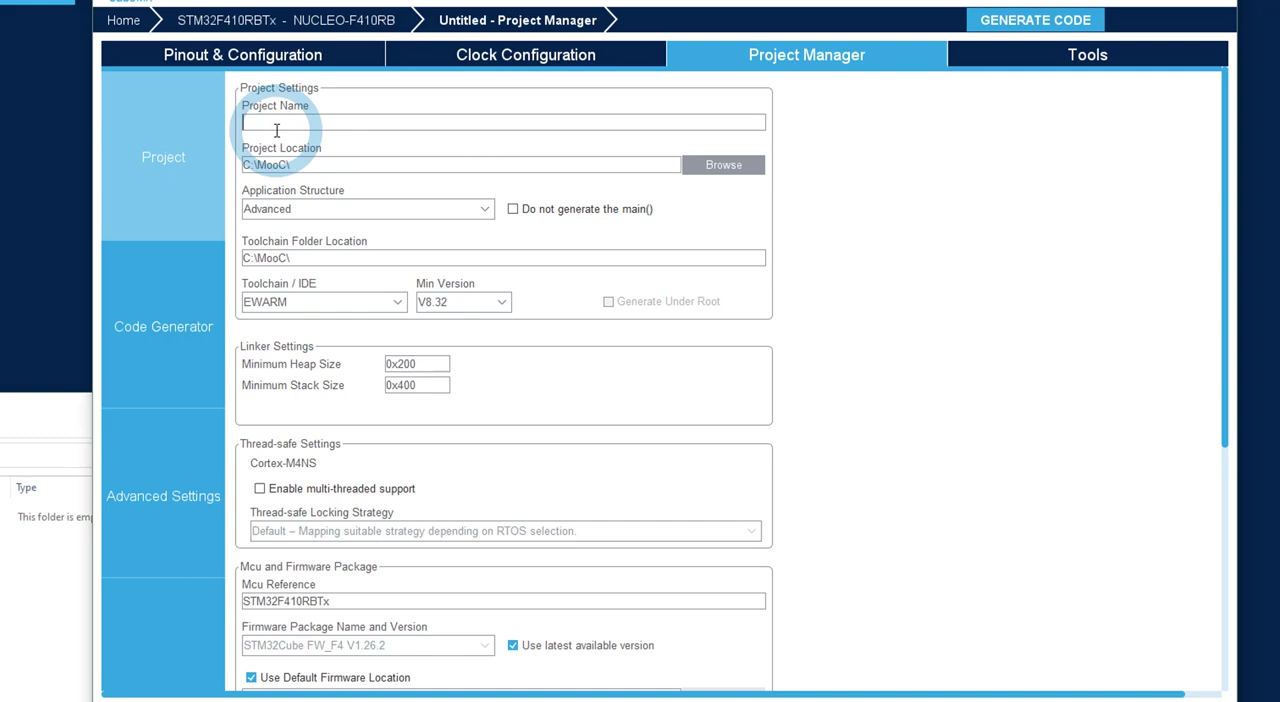 Home
STM32F410RBTx - NUCLEO-F410RB
Untitled - Project Manager
GENERATE CODE
Pinout & Configuration
Clock Configuration
Project Manager
Tools
Project
Code Generator
Advanced Settings
Project Settings
Project Name
Project Location
C:\MooC\
Browse
Application Structure
Advanced
Do not generate the main()
Toolchain Folder Location
C:\MooC\
Toolchain / IDE
Min Version
EWARM
V8.32
Generate Under Root
Linker Settings
Minimum Heap Size
0x200
Minimum Stack Size
0x400
Thread-safe Settings
Cortex-M4NS
Enable multi-threaded support
Thread-safe Locking Strategy
Default – Mapping suitable strategy depending on RTOS selection.
Mcu and Firmware Package
Mcu Reference
STM32F410RBTx
Firmware Package Name and Version
STM32Cube FW_F4 V1.26.2
Use latest available version
Use Default Firmware Location
Type
This folder is